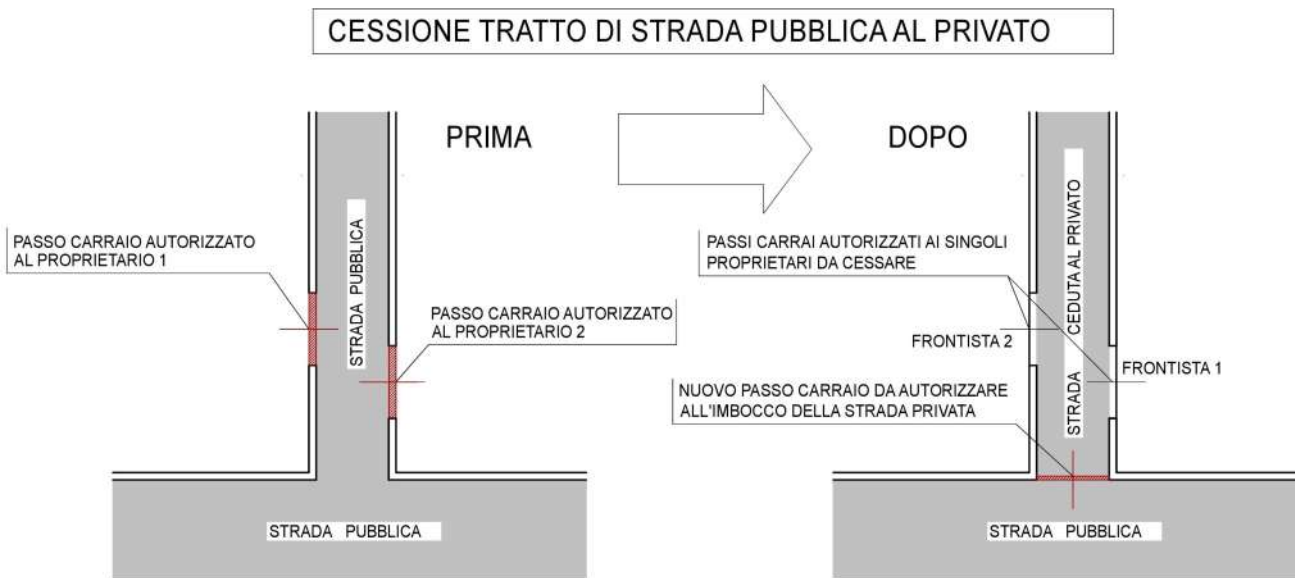 CESSIONE TRATTO DI STRADA PUBBLICA AL PRIVATO
PRIMA
DOPO
PASSO CARRAIO AUTORIZZATO
AL PROPRIETARIO 1
STRADA PUBBLICA
PASSO CARRAIO AUTORIZZATO
AL PROPRIETARIO 2
STRADA PUBBLICA
PASSI CARRAI AUTORIZZATI AI SINGOLI
PROPRIETARI DA CESSARE
STRADA CEDUTA AL PRIVATO
FRONTISTA 2
FRONTISTA 1
NUOVO PASSO CARRAIO DA AUTORIZZARE
ALL'IMBOCCO DELLA STRADA PRIVATA
STRADA PUBBLICA